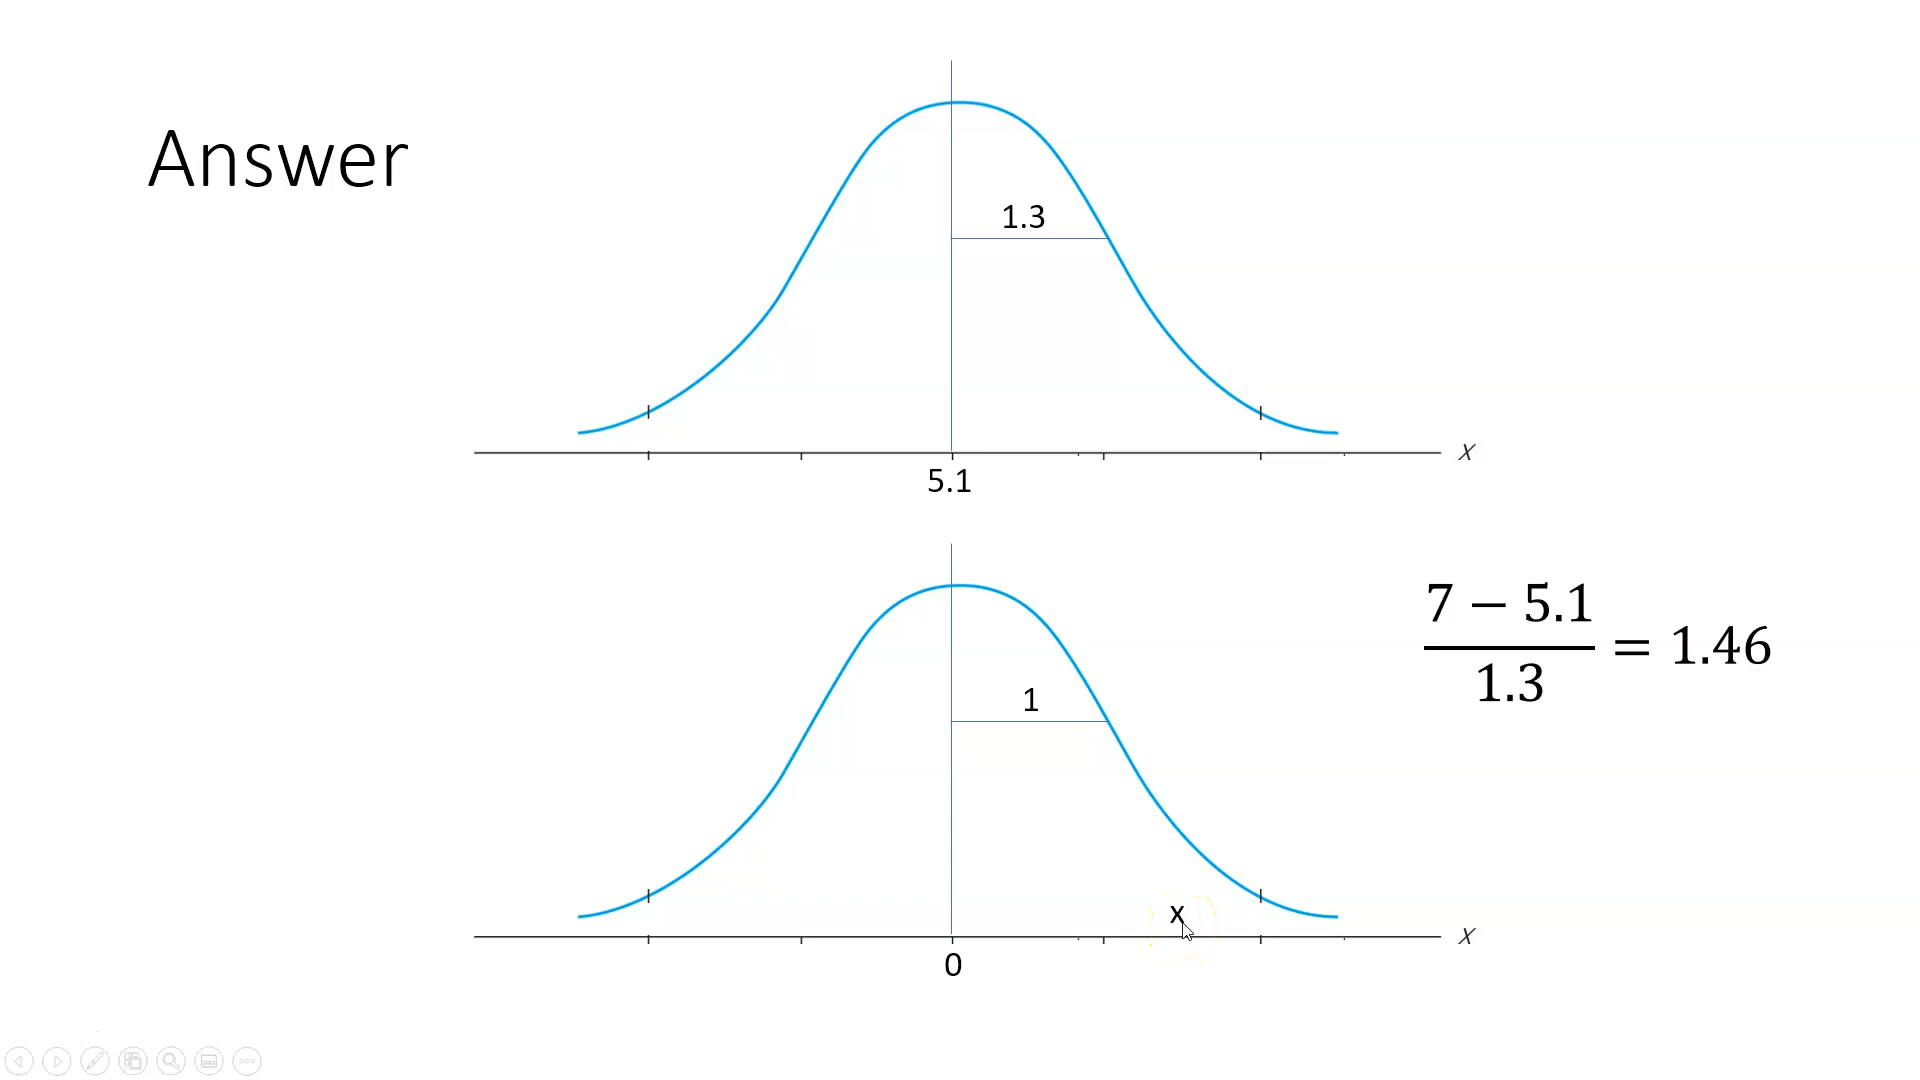 Answer
1.3
x
5.1
1
7 − 5.1
1.3
= 1.46
x
x
0